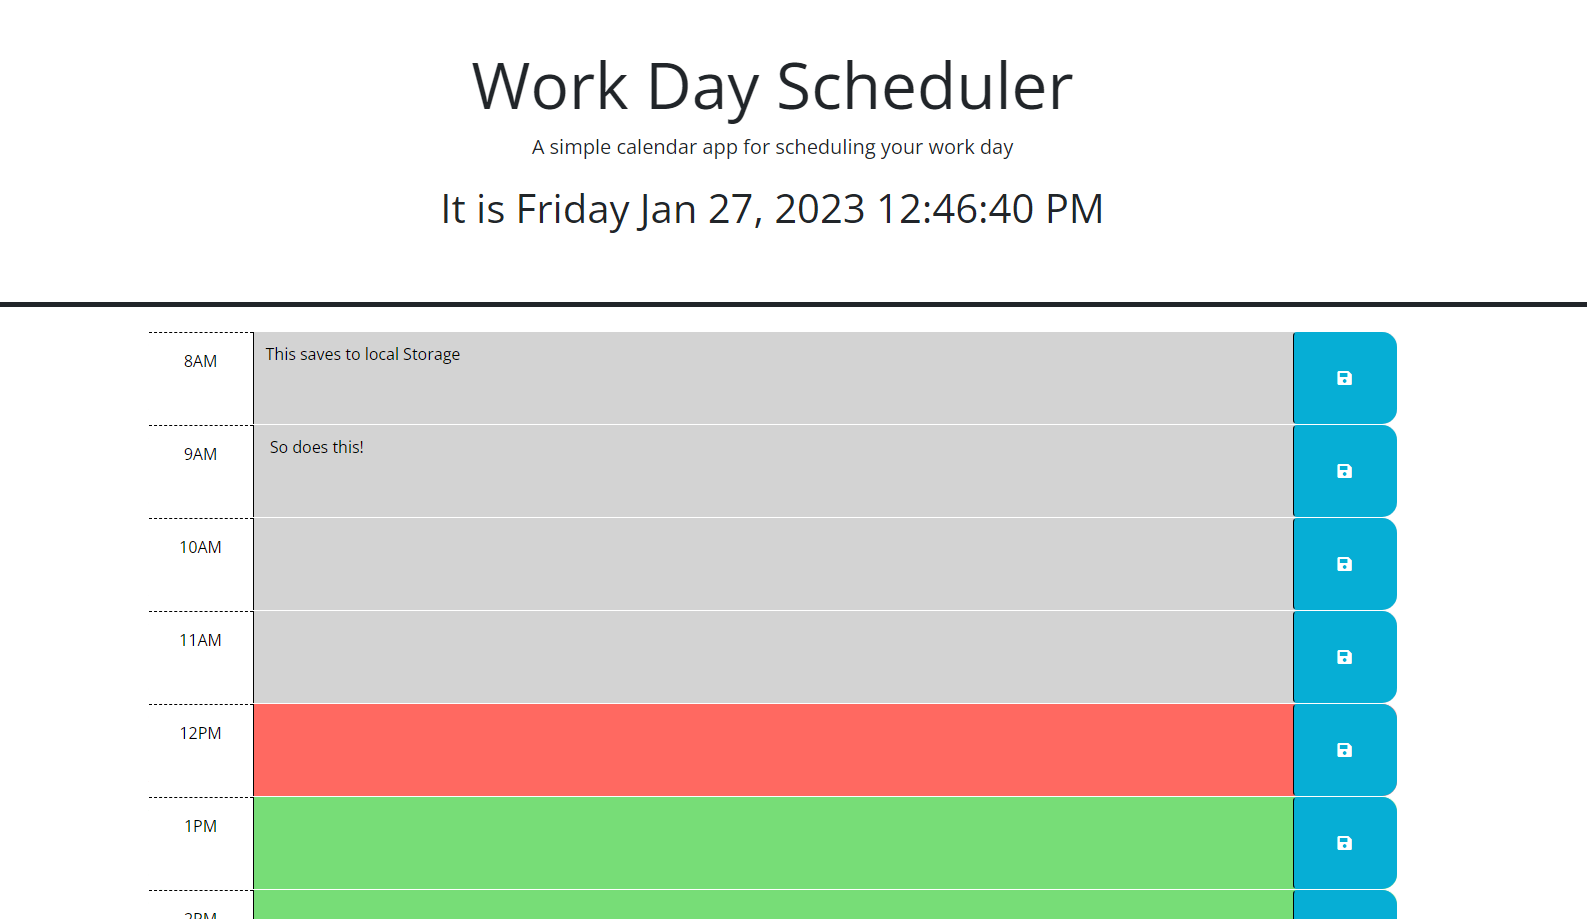 Work Day Scheduler
A simple calendar app for scheduling your work day
It is Friday Jan 27, 2023 12:46:40 PM
8AM
This saves to local Storage
9AM
So does this!
10AM
11AM
12PM
1PM
2PM